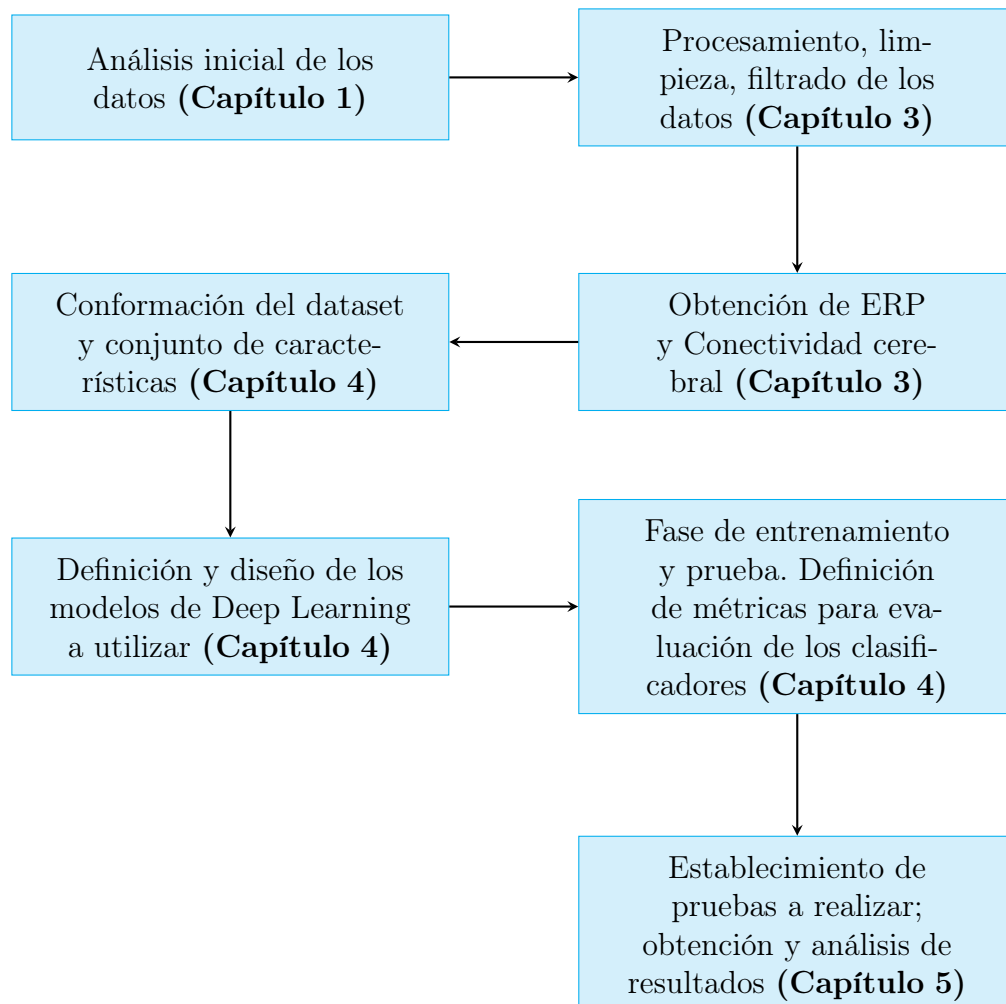 Análisis inicial de los
datos (Capítulo 1)
Procesamiento, lim-
pieza, filtrado de los
datos (Capítulo 3)
Obtención de ERP
y Conectividad cere-
bral (Capítulo 3)
Conformación del dataset
y conjunto de caracte-
rísticas (Capítulo 4)
Definición y diseño de los
modelos de Deep Learning
a utilizar (Capítulo 4)
Fase de entrenamiento
y prueba. Definición
de métricas para eva-
luación de los clasifi-
cadores (Capítulo 4)
Establecimiento de
pruebas a realizar;
obtención y análisis de
resultados (Capítulo 5)